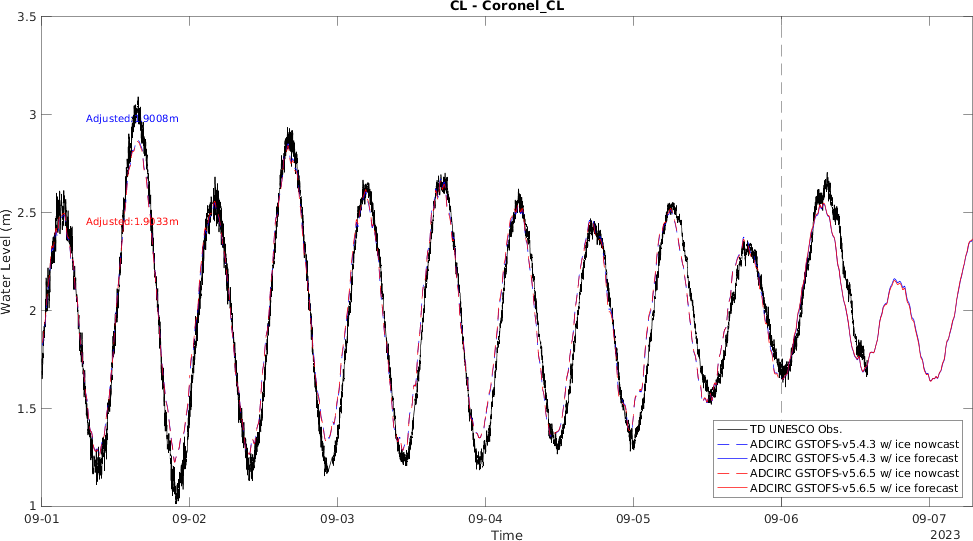 CL - Coronel_CL
3.5
3
2.5
2
1.5
1
Water Level (m)
Adjusted:1.9008m
Adjusted:1.9033m
TD UNESCO Obs.
ADCIRC GSTOFS-v5.4.3 w/ ice nowcast
ADCIRC GSTOFS-v5.4.3 w/ ice forecast
ADCIRC GSTOFS-v5.6.5 w/ ice nowcast
ADCIRC GSTOFS-v5.6.5 w/ ice forecast
09-01 09-02 09-03 09-04 09-05 09-06 09-07
Time
2023